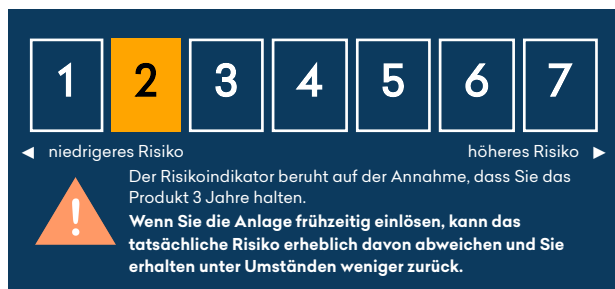 1 2 3 4 5 6 7
◄ niedrigeres Risiko höheres Risiko ►
!
Der Risikoindikator beruht auf der Annahme, dass Sie das
Produkt 3 Jahre halten.
Wenn Sie die Anlage frühzeitig einlösen, kann das
tatsächliche Risiko erheblich davon abweichen und Sie
erhalten unter Umständen weniger zurück.